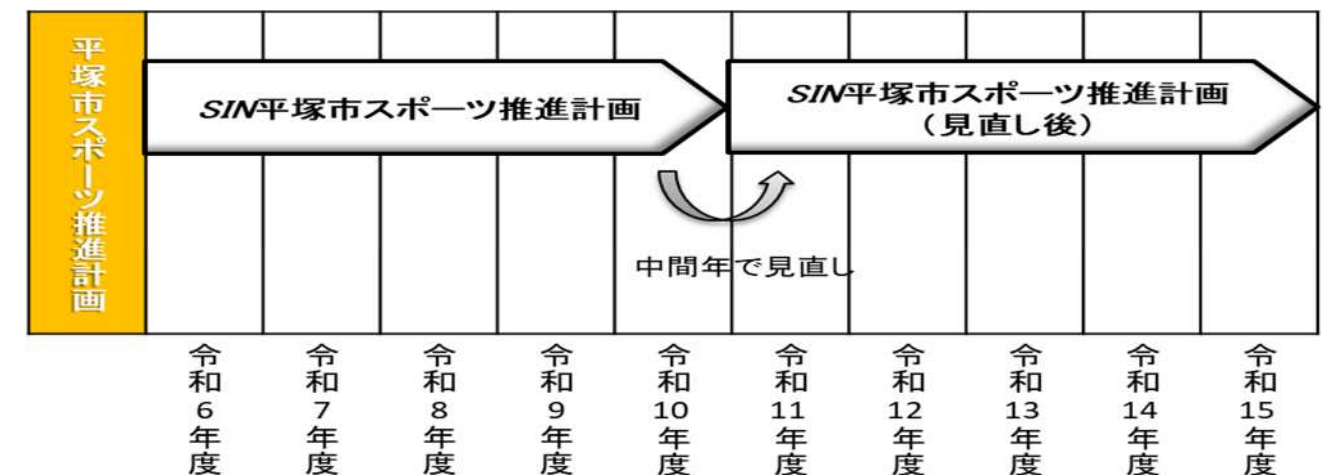 平塚市スポーツ推進計画
SIN平塚市スポーツ推進計画
SIN平塚市スポーツ推進計画
（見直し後）
中間年で見直し
令和6年度
令和7年度
令和8年度
令和9年度
令和10年度
令和11年度
令和12年度
令和13年度
令和14年度
令和15年度